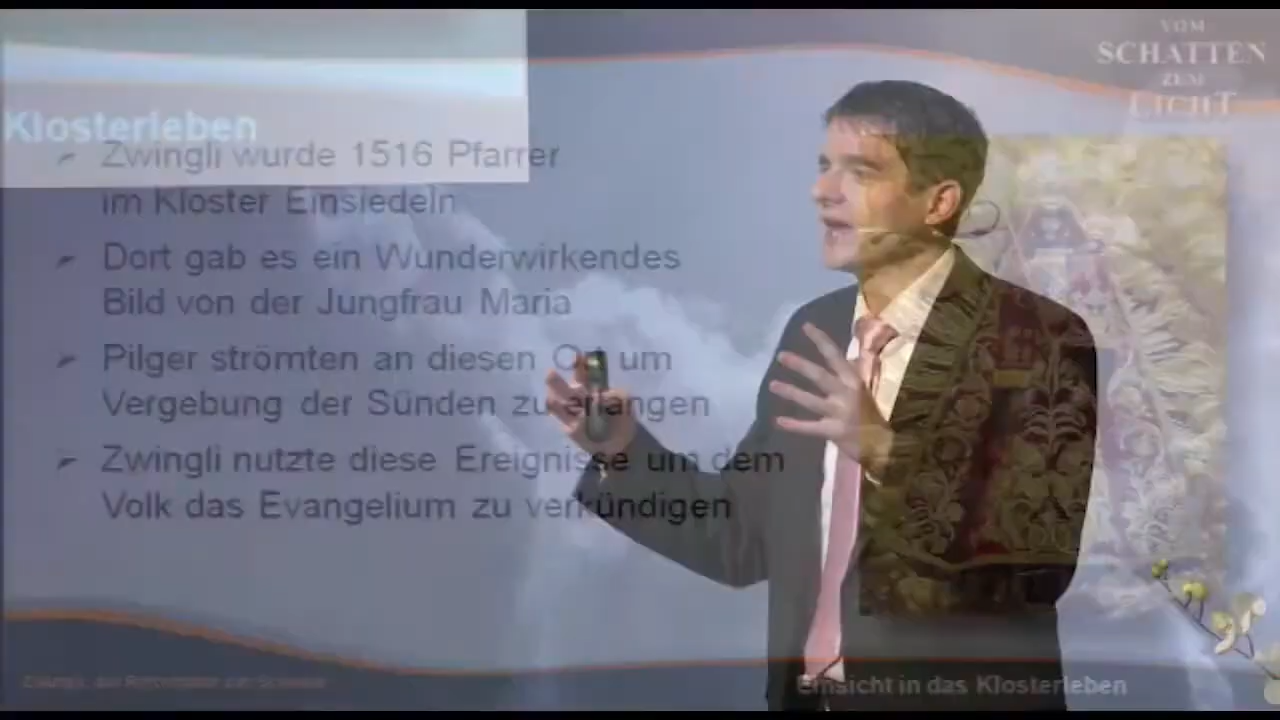 VOM
SCHATTEN
ZUM
LICHT
Klosterleben
Zwingli wurde 1516 Pfarrer
im Kloster Einsiedeln
Dort gab es ein Wunderwirkendes
Bild von der Jungfrau Maria
Pilger strömten an diesen Ort um
Vergebung der Sünden zu erlangen
Zwingli nutzte diese Ereignisse um dem
Volk das Evangelium zu verkündigen
Einsicht in das Klosterleben